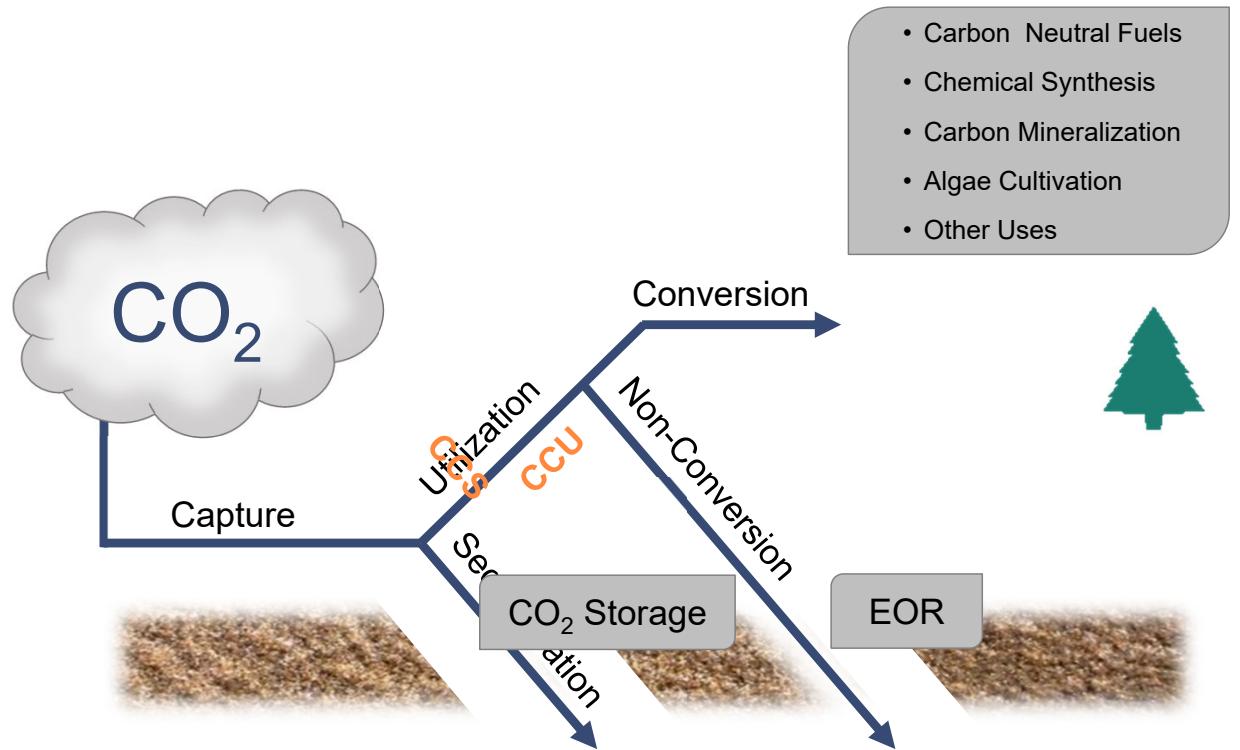 • Carbon Neutral Fuels
• Chemical Synthesis
• Carbon Mineralization
• Algae Cultivation
• Other Uses
CO₂
Conversion
Utilization
CCS
CCU
Non-Conversion
Capture
CO₂ Storage
EOR